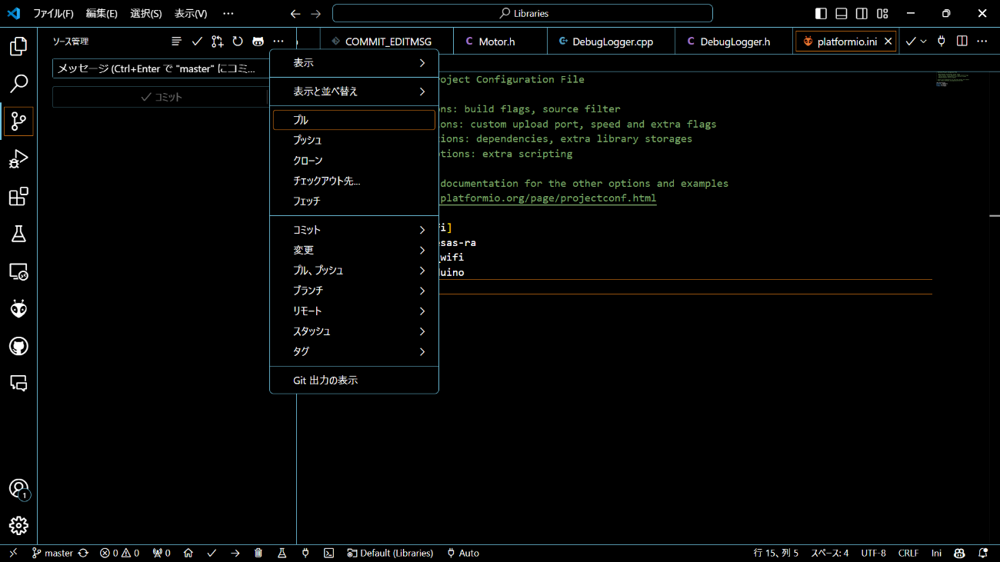 ファイル(F) 編集(E) 選択(S) 表示(V) ··· Libraries
ソース管理
COMMIT_EDITMSG Motor.h DebugLogger.cpp DebugLogger.h platformio.ini
メッセージ (Ctrl+Enter で "master" にコミ...
コミット
表示
表示と並べ替え
プル
プッシュ
クローン
チェックアウト先...
フェッチ
コミット
変更
プル、プッシュ
ブランチ
リモート
スタッシュ
タグ
Git 出力の表示
oject Configuration File
ns: build flags, source filter
ons: custom upload port, speed and extra flags
ions: dependencies, extra library storages
tions: extra scripting
documentation for the other options and examples
platformio.org/page/projectconf.html
fi]
esas-ra
_wifi
duino
1
master 0 0 0 Default (Libraries) Auto 行 15、列 5 スペース: 4 UTF-8 CRLF Ini